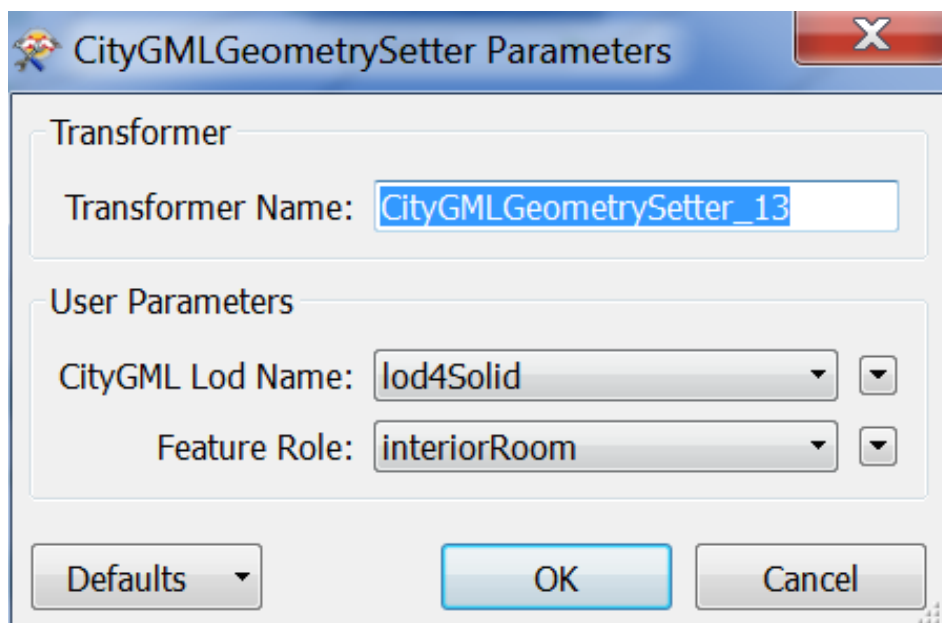 CityGMLGeometrySetter Parameters
Transformer
Transformer Name: CityGMLGeometrySetter_13
User Parameters
CityGML Lod Name: lod4Solid
Feature Role: interiorRoom
Defaults OK Cancel